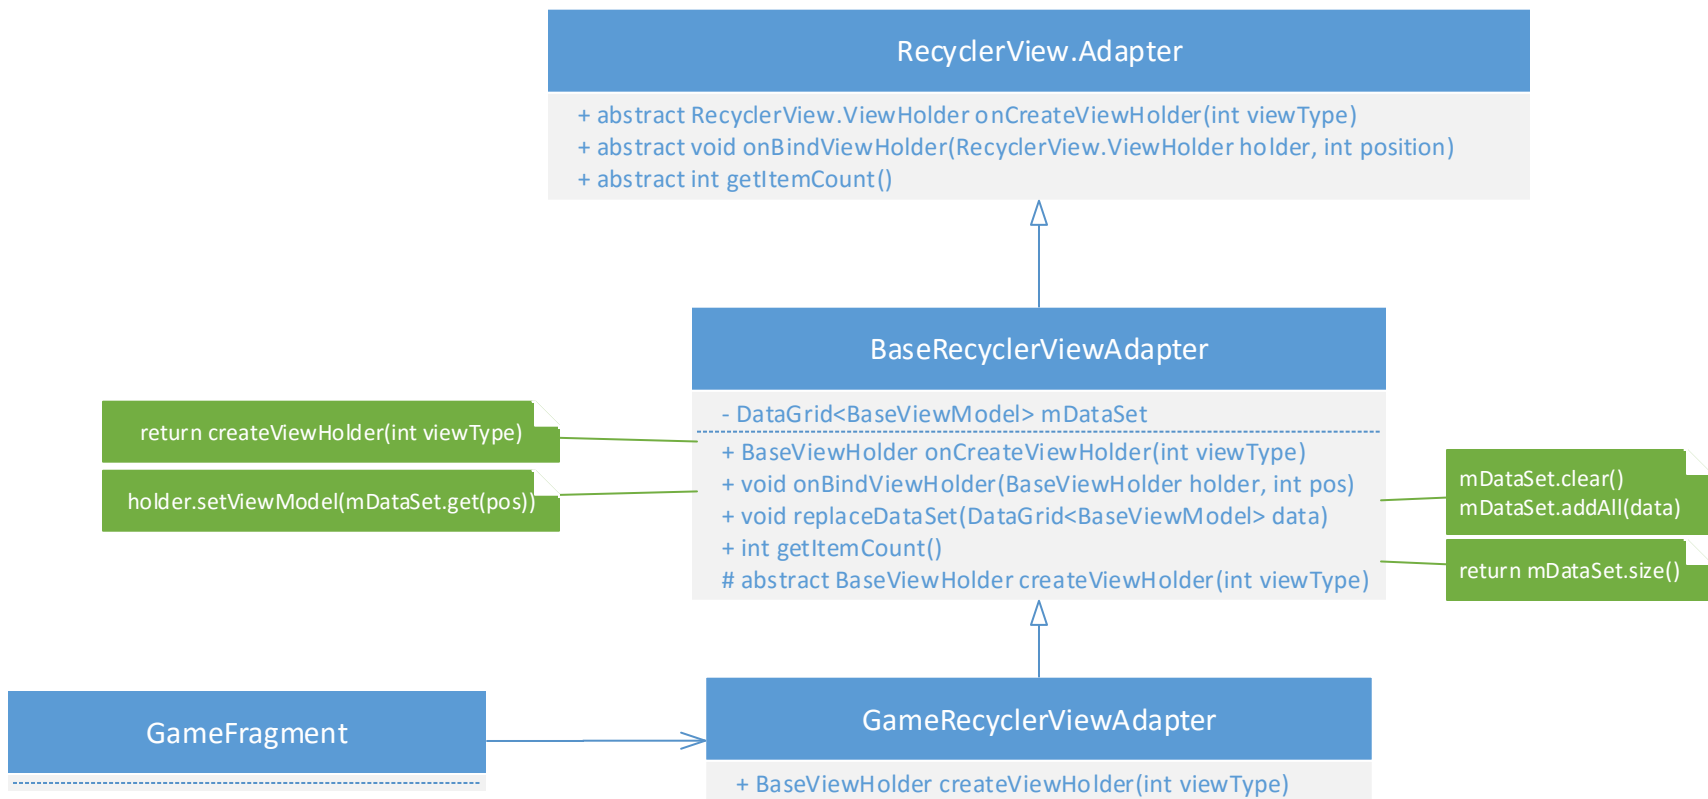 RecyclerView.Adapter
+ abstract RecyclerView.ViewHolder onCreateViewHolder(int viewType)
+ abstract void onBindViewHolder(RecyclerView.ViewHolder holder, int position)
+ abstract int getItemCount()
BaseRecyclerViewAdapter
- DataGrid<BaseViewModel> mDataSet
+ BaseViewHolder onCreateViewHolder(int viewType)
+ void onBindViewHolder(BaseViewHolder holder, int pos)
+ void replaceDataSet(DataGrid<BaseViewModel> data)
+ int getItemCount()
# abstract BaseViewHolder createViewHolder(int viewType)
return createViewHolder(int viewType)
holder.setViewModel(mDataSet.get(pos))
mDataSet.clear()
mDataSet.addAll(data)
return mDataSet.size()
GameFragment
GameRecyclerViewAdapter
+ BaseViewHolder createViewHolder(int viewType)